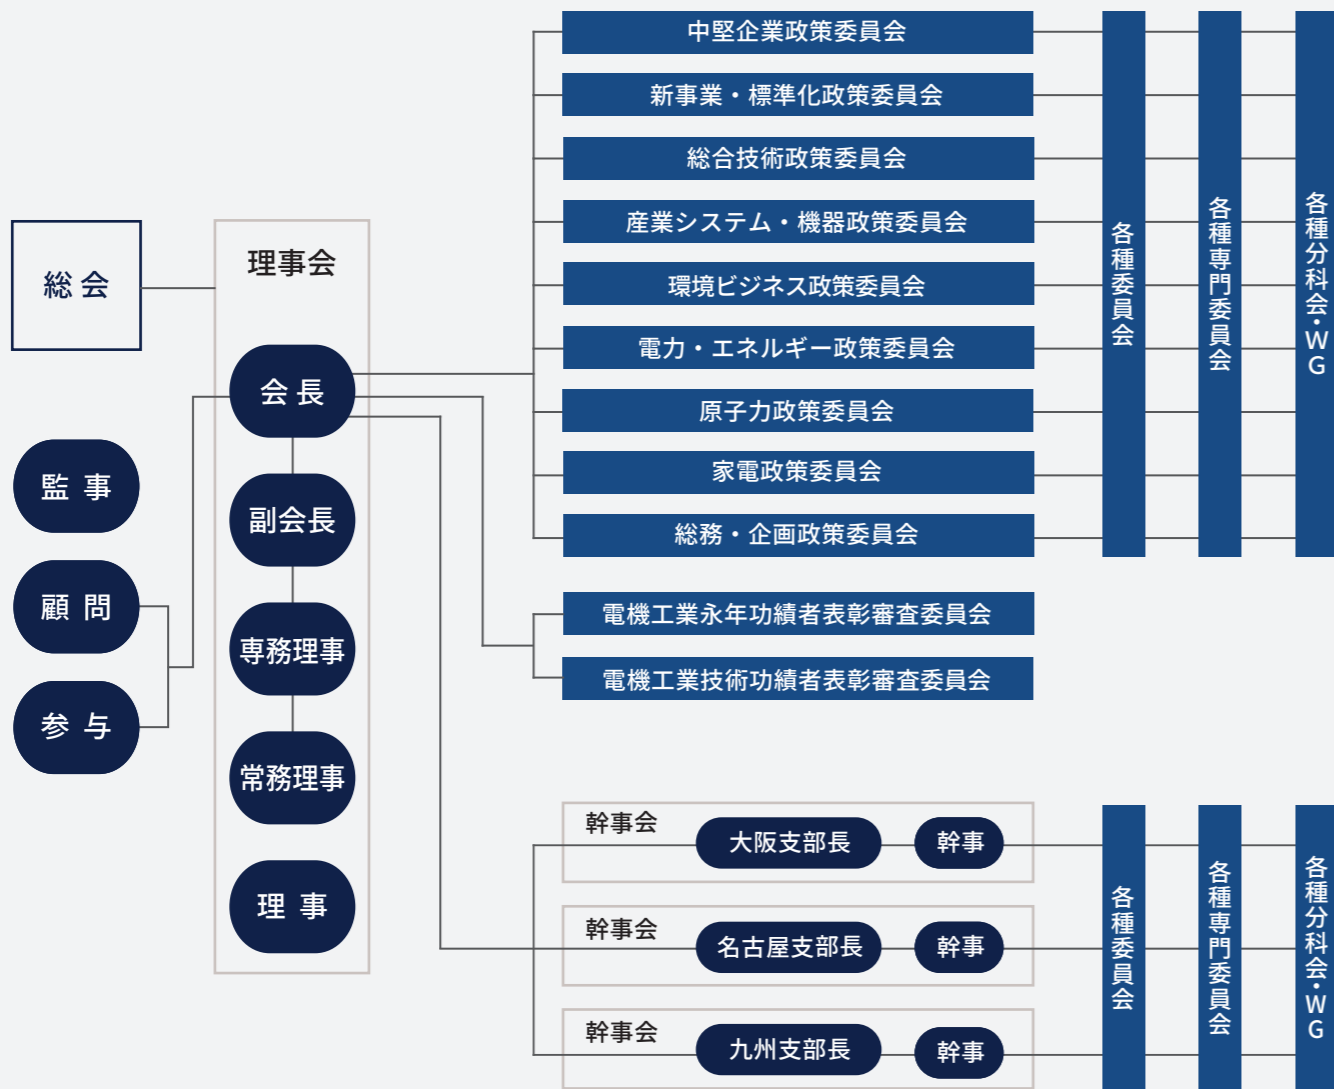 総会
理事会
会長
副会長
専務理事
常務理事
理事
監事
顧問
参与
中堅企業政策委員会
新事業・標準化政策委員会
総合技術政策委員会
産業システム・機器政策委員会
環境ビジネス政策委員会
電力・エネルギー政策委員会
原子力政策委員会
家電政策委員会
総務・企画政策委員会
各種委員会
各種専門委員会
各種分科会・WG
電機工業永年功績者表彰審査委員会
電機工業技術功績者表彰審査委員会
幹事会
大阪支部長
幹事
幹事会
名古屋支部長
幹事
幹事会
九州支部長
幹事
各種委員会
各種専門委員会
各種分科会・WG